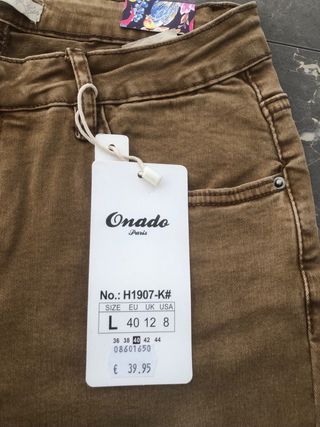 Onado
Paris
No.: H1907-K#
SIZE EU UK USA
L 40 12 8
36 38 40 42 44
08601650
€ 39.95